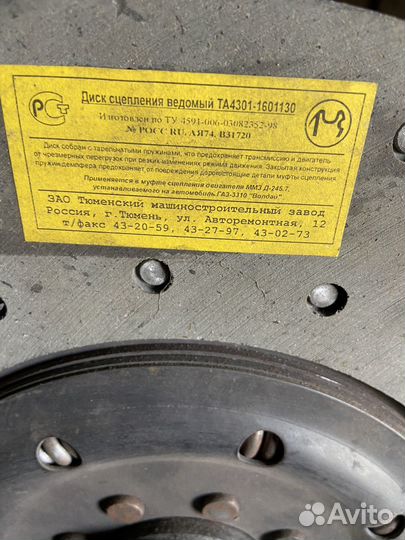 Диск сцепления ведомый ТА4301-1601130
Изготовлен по ТУ 4591-006-03082352-98
№ РОСС RU. АЯ74. В31720
Диск собран с тарельчатыми пружинами, что предохраняет трансмиссию и двигатель
от чрезмерных перегрузок при резких изменениях режима движения. Закрытая конструкция
пружин демпфера предохраняет от повреждения дорогостоящие детали муфты сцепления
Применяется в муфте сцепления двигателя ММЗ Д-245.7,
устанавливаемого на автомобиль ГАЗ-3310 "Валдай".
ЗАО Тюменский машиностроительный завод
Россия, г.Тюмень, ул. Авторемонтная, 12
т/факс 43-20-59, 43-27-97, 43-02-73
Avito